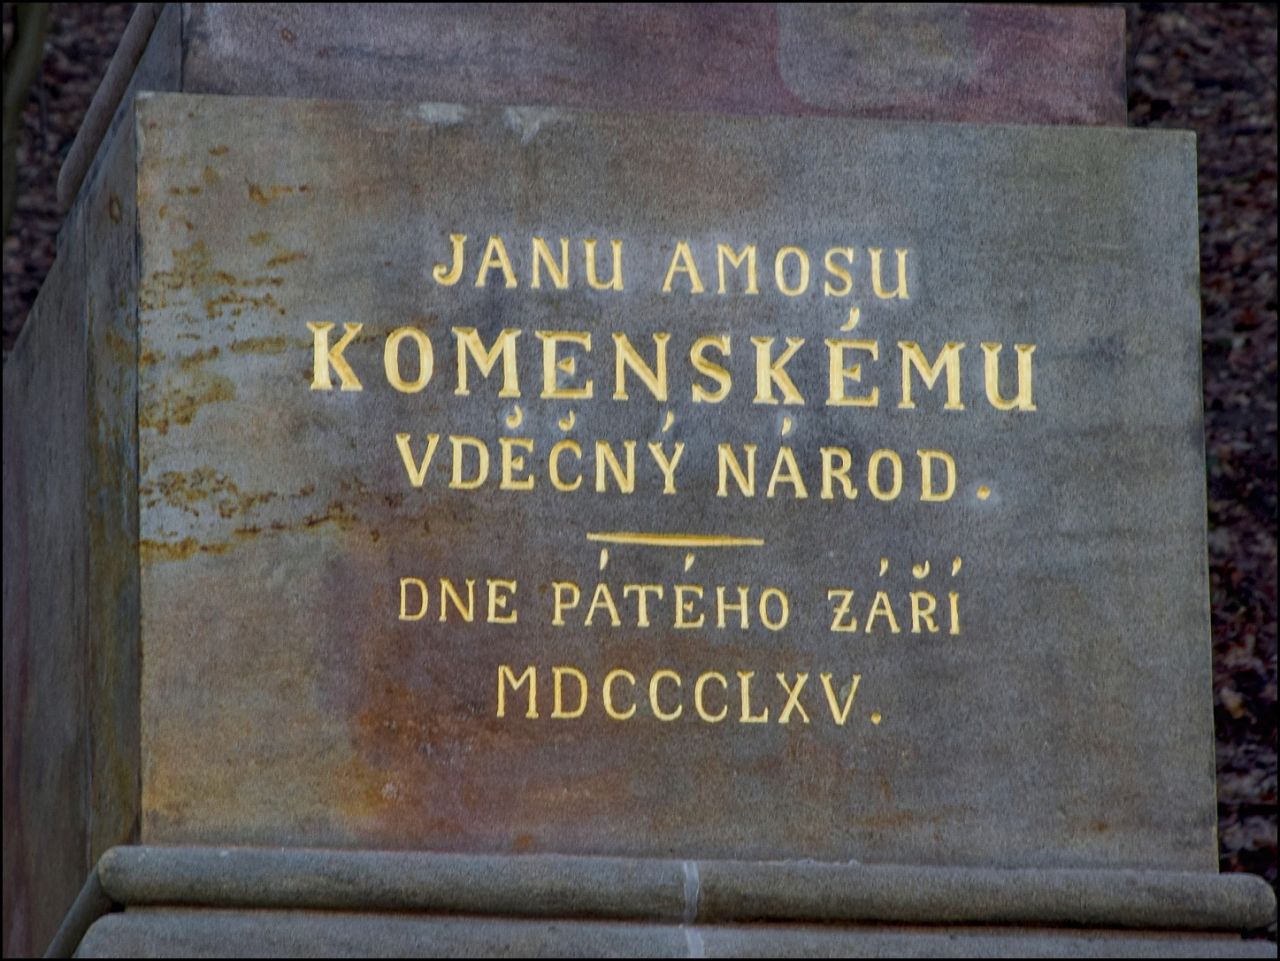 JANU AMOSU
KOMENSKÉMU
VDĚČNÝ NÁROD.
DNE PÁTÉHO ZÁŘÍ
MDCCCLXV.